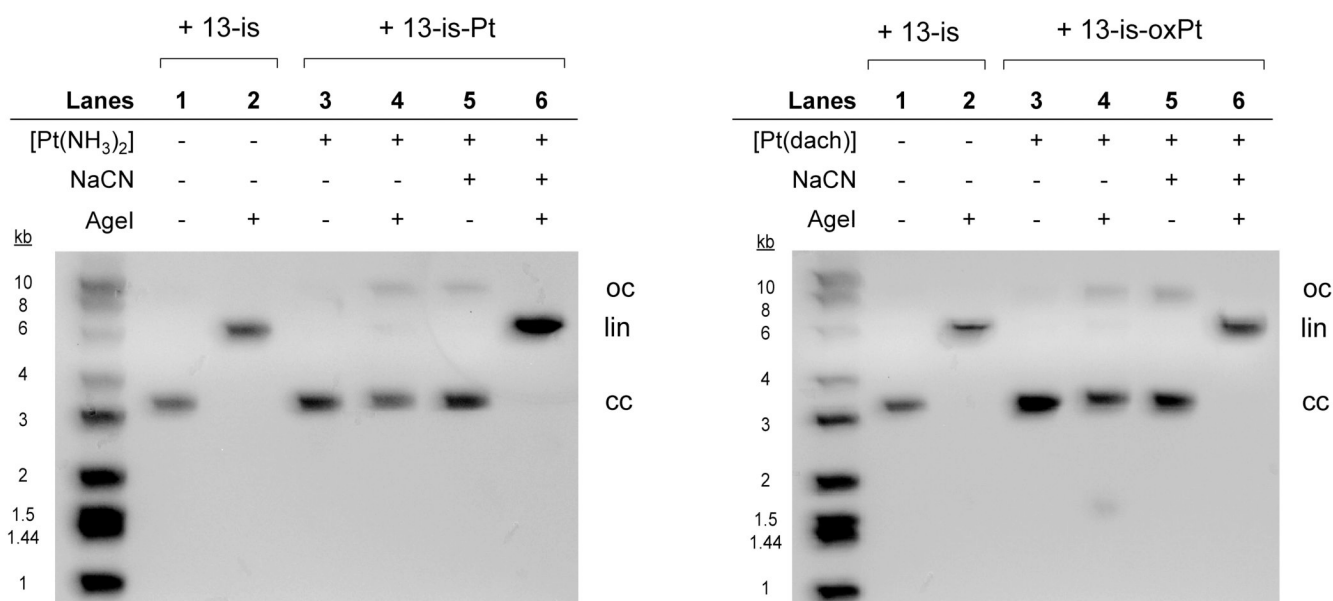 + 13-is + 13-is-Pt
Lanes 1 2 3 4 5 6
[Pt(NH3)2] - - + + + +
NaCN - - - - + +
AgeI - + - + - +
kb
10
8
6
4
3
2
1.5
1.44
1
oc
lin
cc
+ 13-is + 13-is-oxPt
Lanes 1 2 3 4 5 6
[Pt(dach)] - - + + + +
NaCN - - - - + +
AgeI - + - + - +
kb
10
8
6
4
3
2
1.5
1.44
1
oc
lin
cc